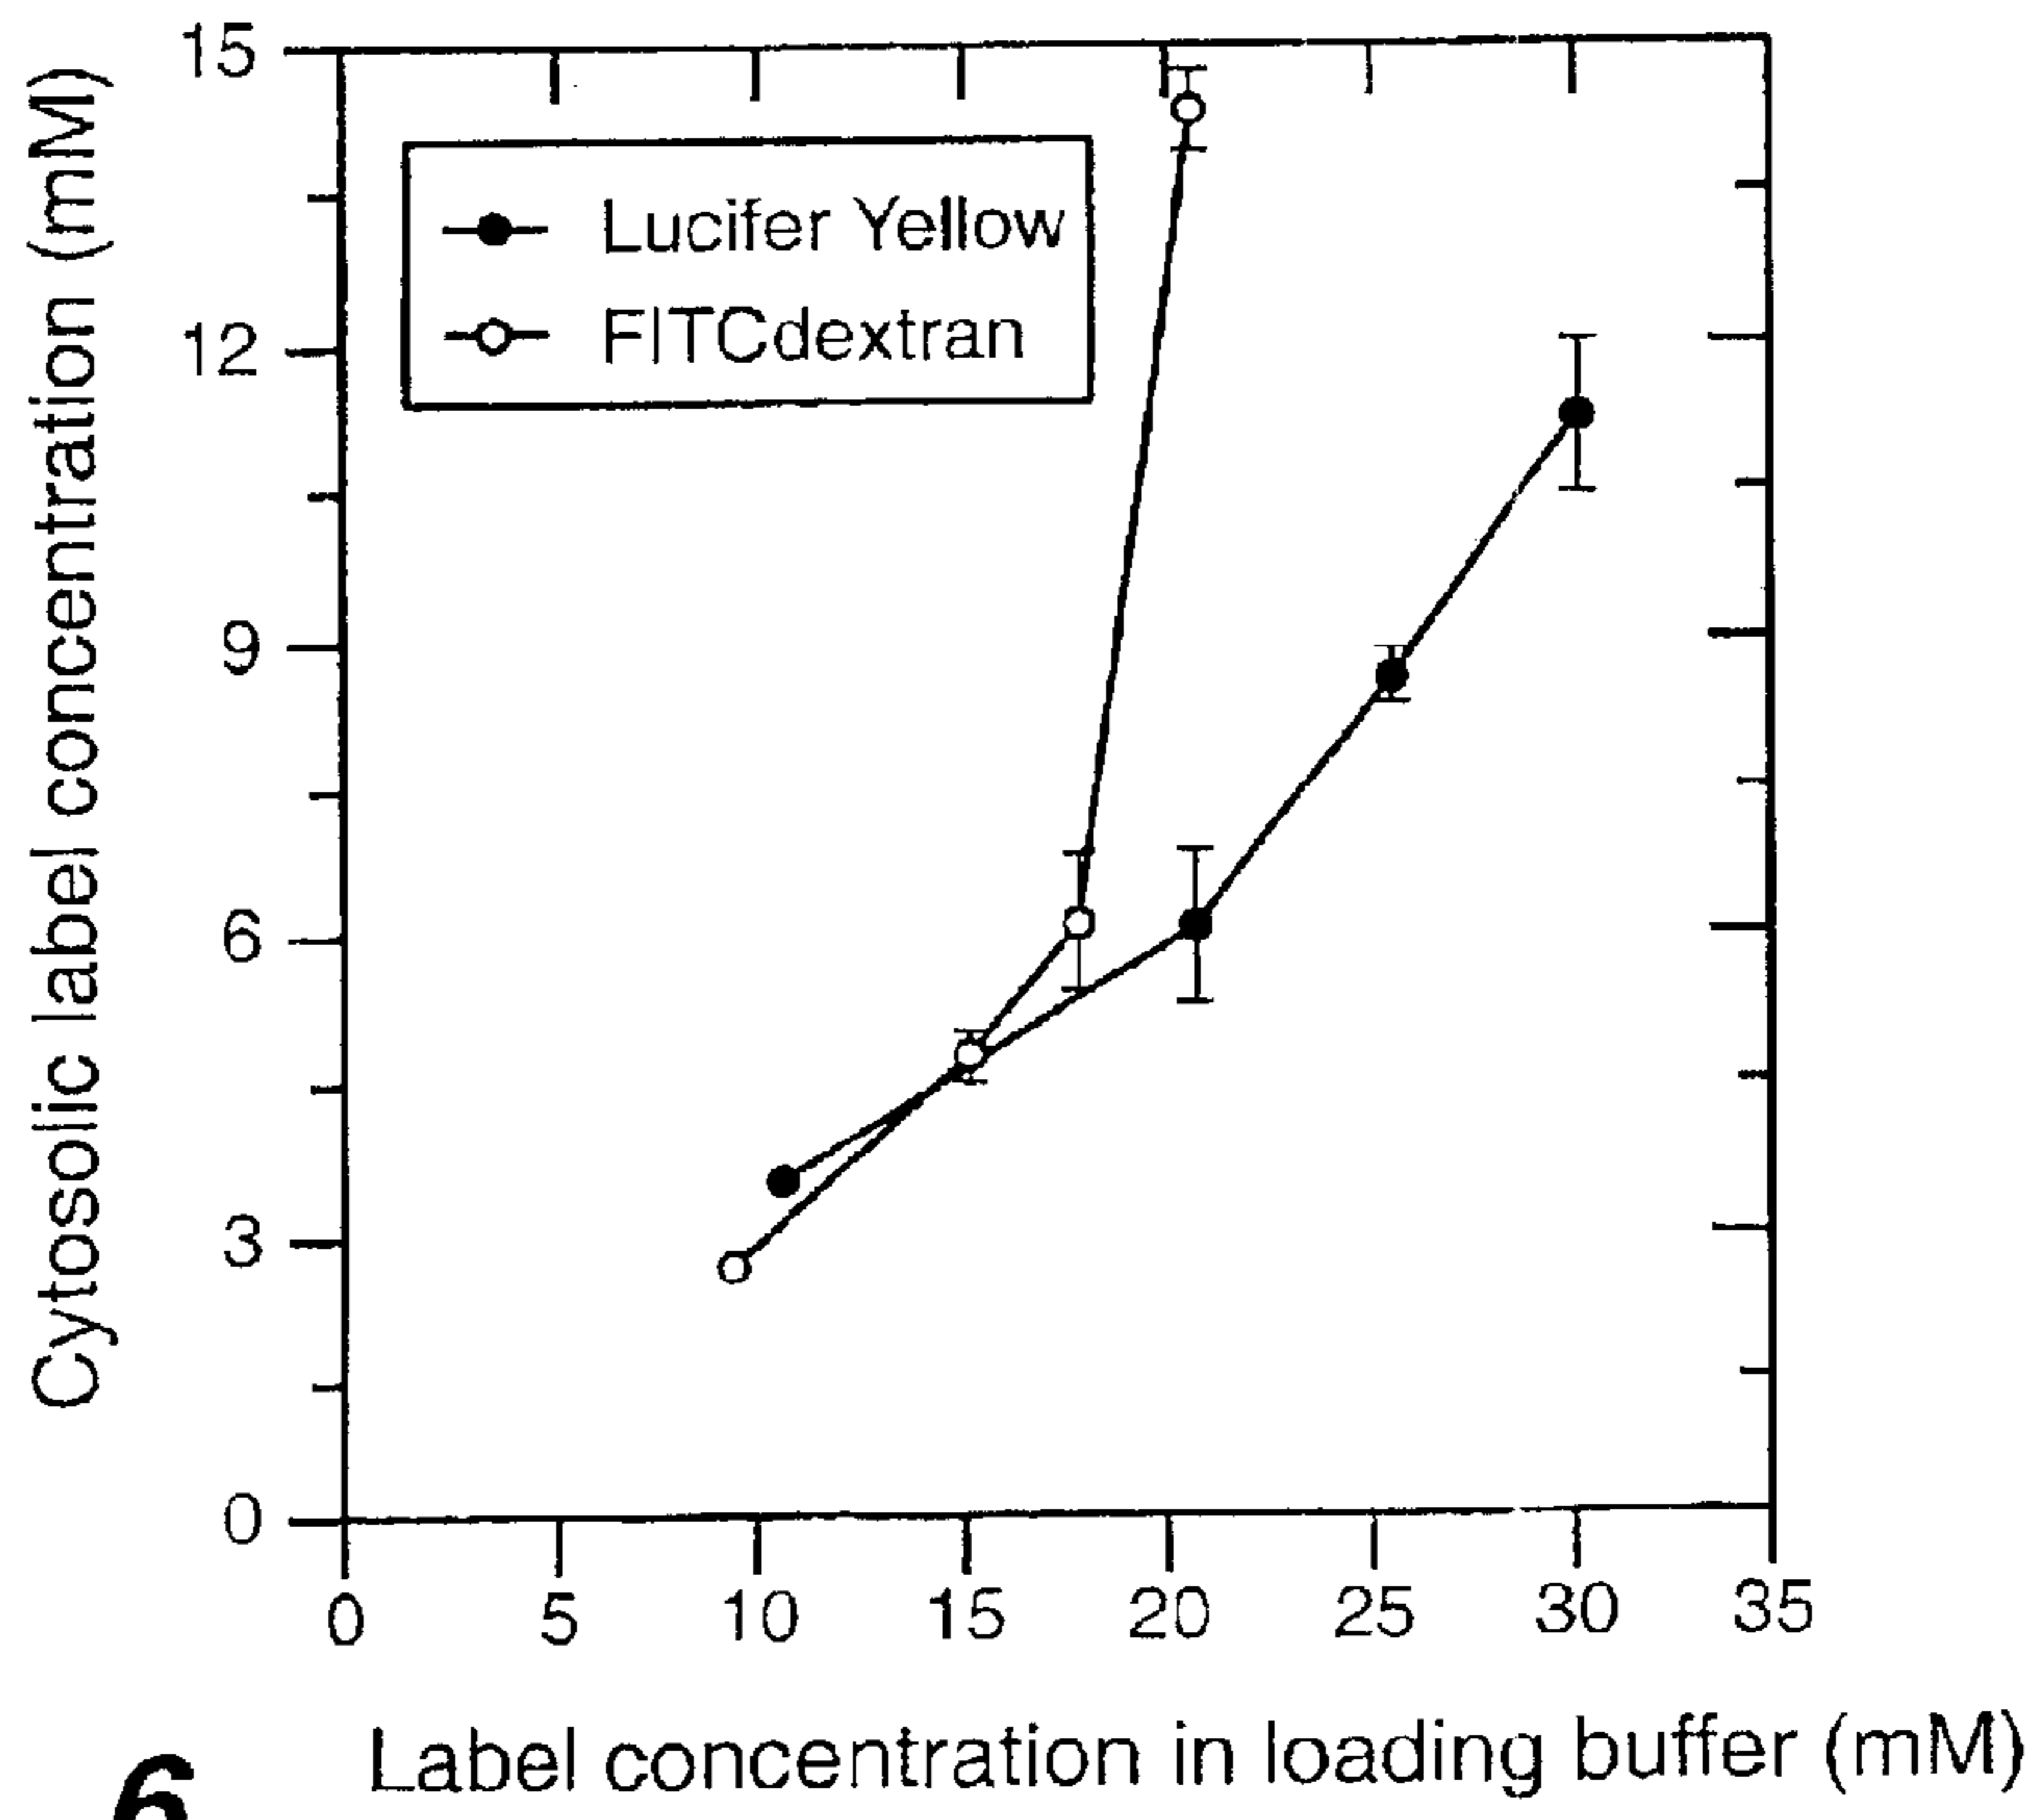 Cytosolic label concentration (mM)
15
12
9
6
3
0
Lucifer Yellow
FITCdextran
0 5 10 15 20 25 30 35
Label concentration in loading buffer (mM)
6